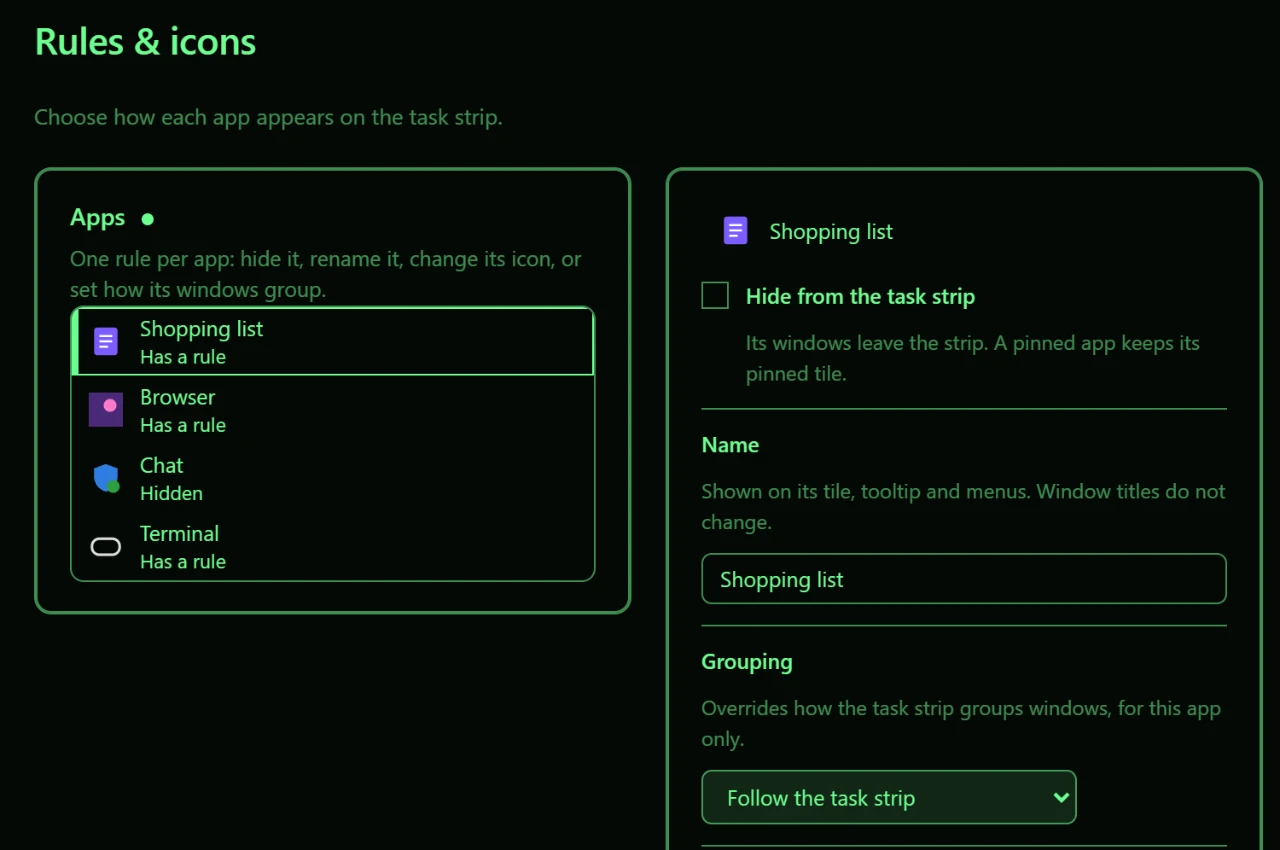 Rules & icons
Choose how each app appears on the task strip.
Apps
One rule per app: hide it, rename it, change its icon, or
set how its windows group.
Shopping list
Has a rule
Browser
Has a rule
Chat
Hidden
Terminal
Has a rule
Shopping list
Hide from the task strip
Its windows leave the strip. A pinned app keeps its
pinned tile.
Name
Shown on its tile, tooltip and menus. Window titles do not
change.
Shopping list
Grouping
Overrides how the task strip groups windows, for this app
only.
Follow the task strip